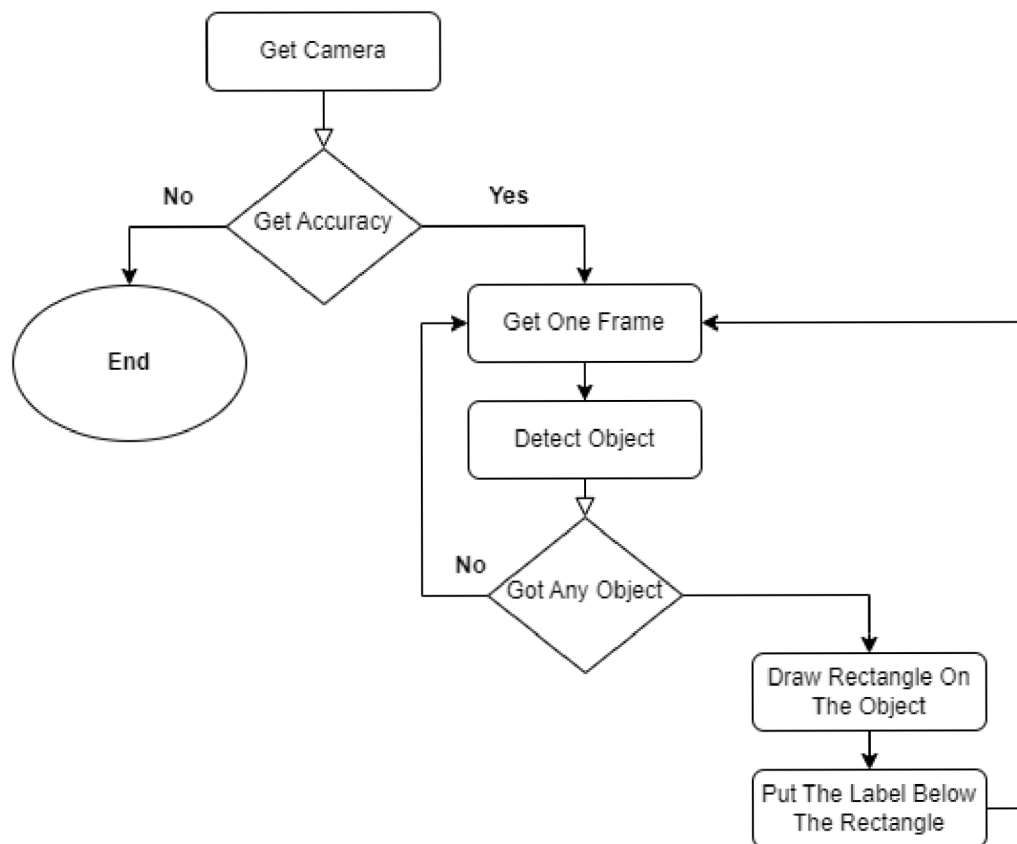 Get Camera
No
Yes
Get Accuracy
Get One Frame
End
Detect Object
No
Got Any Object
Draw Rectangle On
The Object
Put The Label Below
The Rectangle